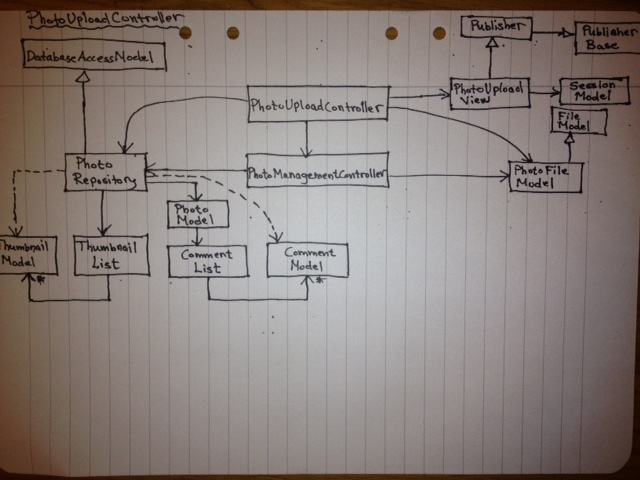 PhotoUploadController
Publisher
Publisher
Base
DatabaseAccessModel
PhotoUpload
View
Session
Model
PhotoUploadController
File
Model
Photo
Repository
PhotoManagementController
PhotoFile
Model
Photo
Model
Thumbnail
Model
*
Thumbnail
List
Comment
List
Comment
Model
*